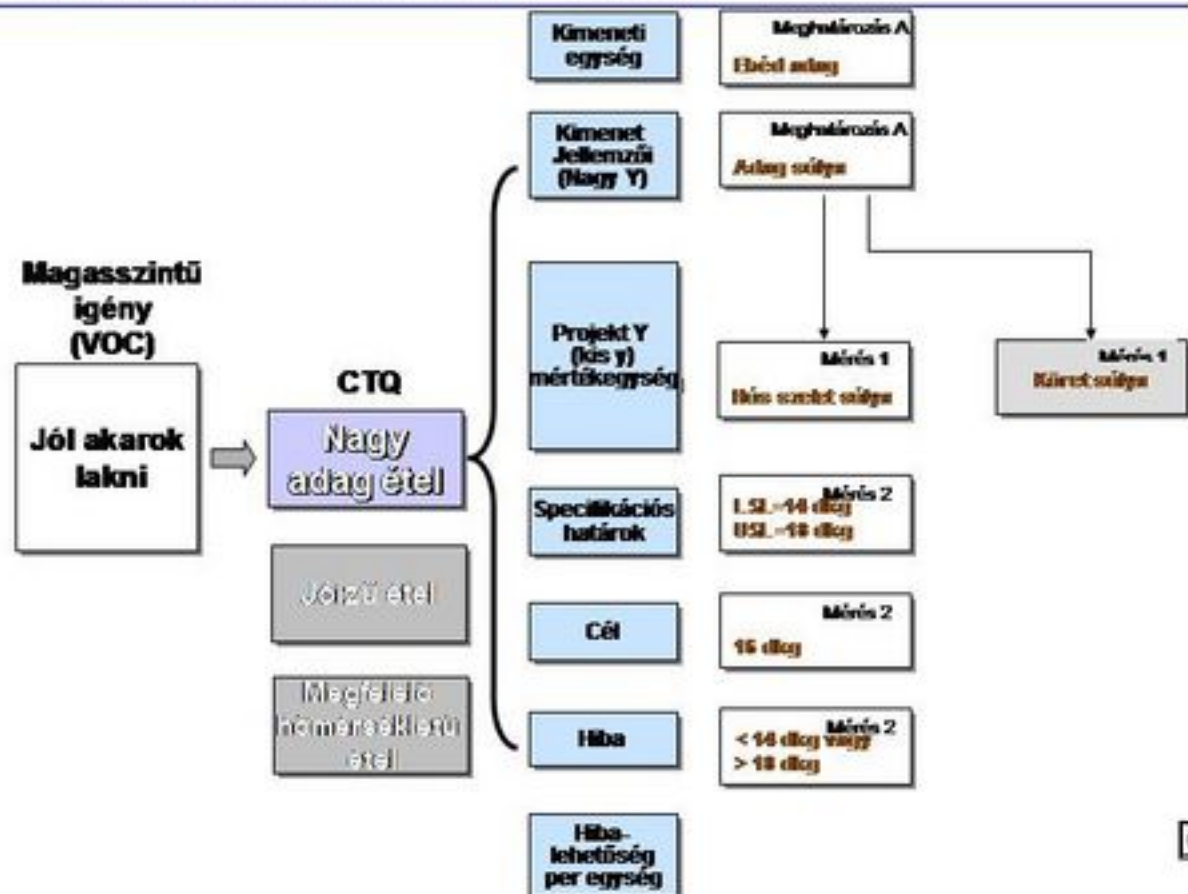 Kimeneti
egység
Meghatározás A
Ebéd adag
Kimenet
Jellemzői
(Nagy Y)
Meghatározás A
Adag súlya
Magasszintű
igény
(VOC)
Jól akarok
lakni
CTQ
Nagy
adag étel
Jóízű étel
Megfelelő
hőmérsékletű
étel
Projekt Y
(kis y)
mértékegység
Mérés 1
Hús szelet súlya
Mérés 1
Köret súlya
Specifikációs
határok
Mérés 2
LSL=14 dkg
USL=18 dkg
Cél
Mérés 2
16 dkg
Hiba
Mérés 2
< 14 dkg vagy
> 18 dkg
Hiba-
lehetőség
per egység